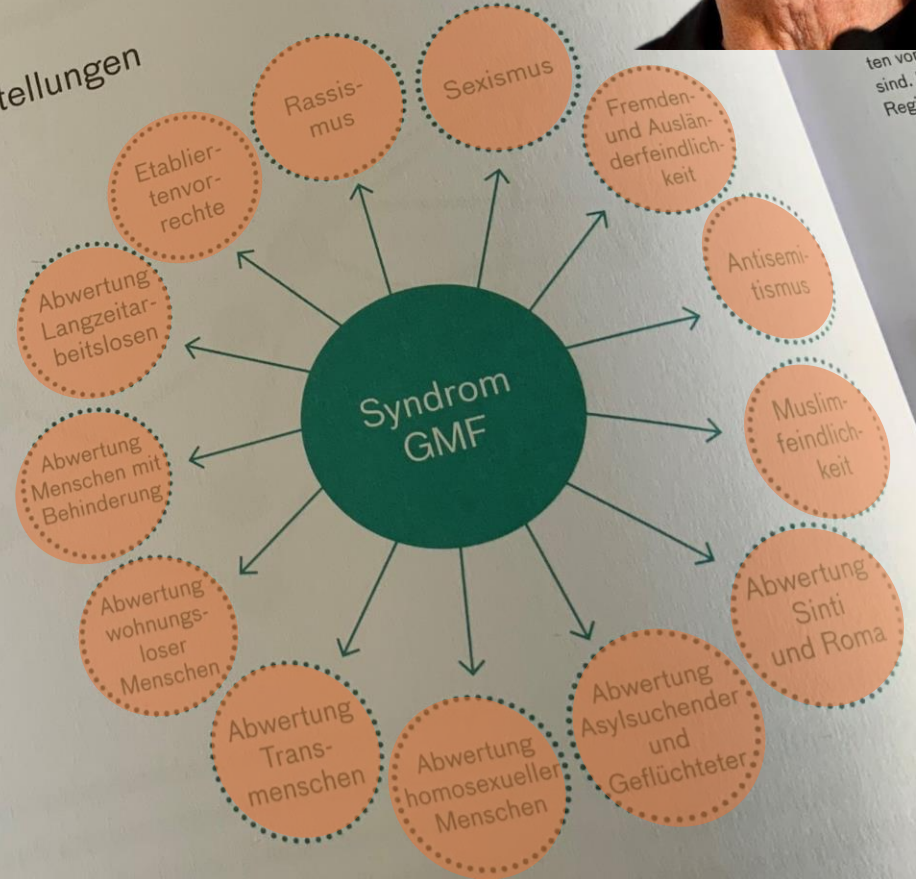 tellungen
ten vo
sind.
Reg
Sexismus
Rassis-
mus
Fremden-
und Auslän-
derfeindlich-
keit
Etablier-
tenvor-
rechte
Antisemi-
tismus
Abwertung
Langzeitar-
beitslosen
Syndrom
GMF
Muslim-
feindlich-
keit
Abwertung
Menschen mit
Behinderung
Abwertung
Sinti
und Roma
Abwertung
wohnungs-
loser
Menschen
Abwertung
Asylsuchender
und
Geflüchteter
Abwertung
Trans-
menschen
Abwertung
homosexueller
Menschen